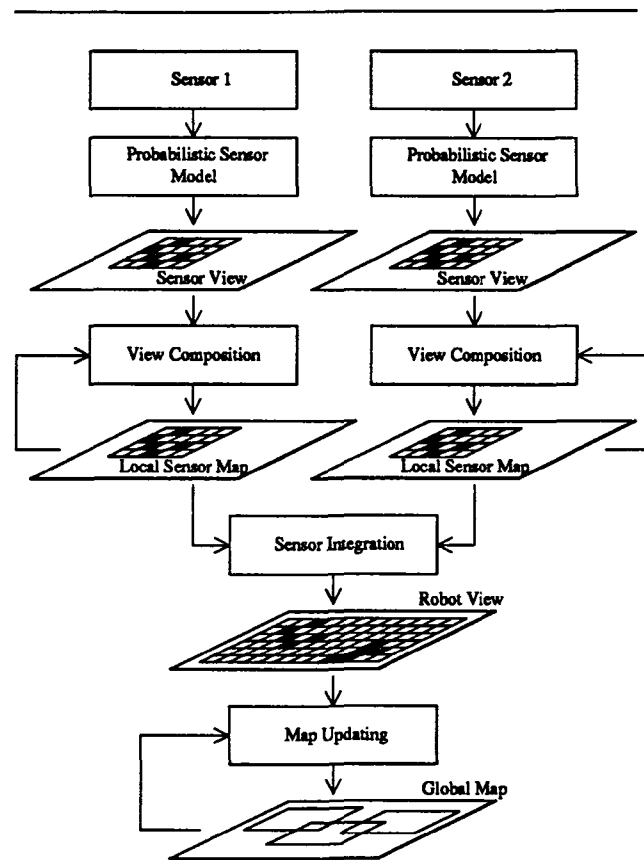 Sensor 1
Sensor 2
Probabilistic Sensor
Model
Probabilistic Sensor
Model
Sensor View
Sensor View
View Composition
View Composition
Local Sensor Map
Local Sensor Map
Sensor Integration
Robot View
Map Updating
Global Map